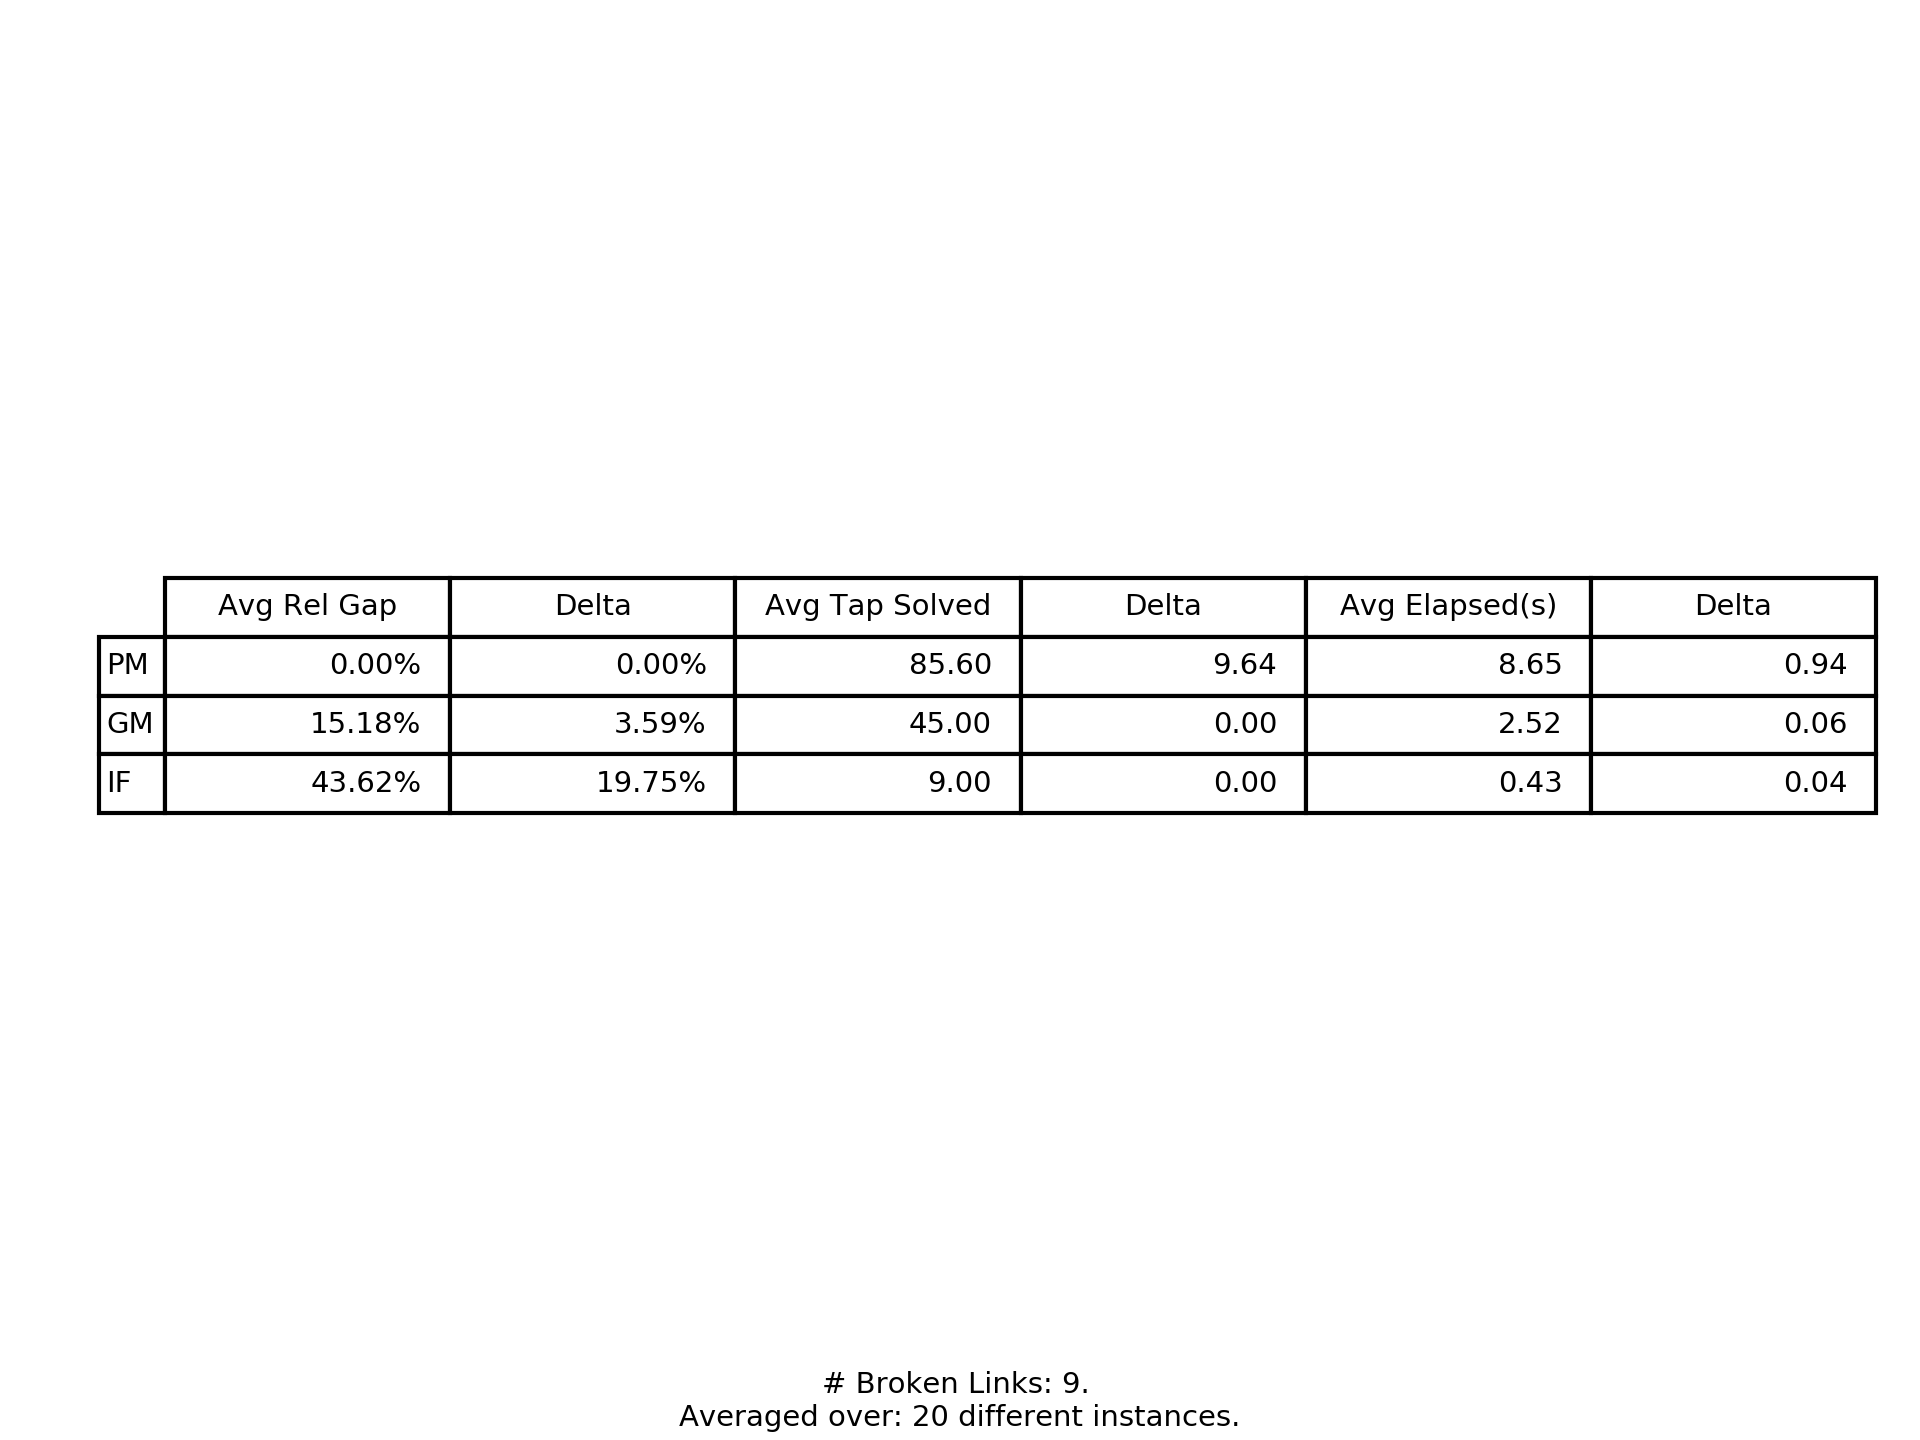 Avg Rel Gap Delta Avg Tap Solved Delta Avg Elapsed(s) Delta
PM 0.00% 0.00% 85.60 9.64 8.65 0.94
GM 15.18% 3.59% 45.00 0.00 2.52 0.06
IF 43.62% 19.75% 9.00 0.00 0.43 0.04
# Broken Links: 9.
Averaged over: 20 different instances.